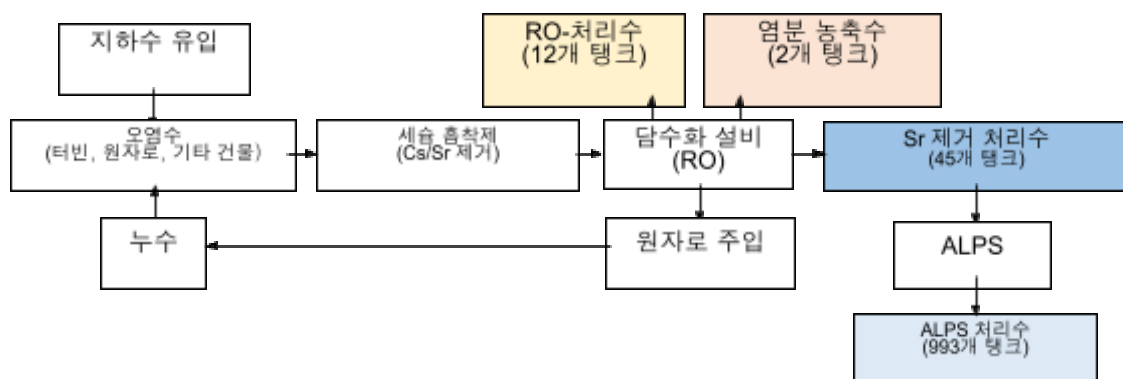 지하수 유입
RO-처리수
(12개 탱크)
염분 농축수
(2개 탱크)
오염수
(터빈, 원자로, 기타 건물)
세슘 흡착제
(Cs/Sr 제거)
담수화 설비
(RO)
Sr 제거 처리수
(45개 탱크)
누수
원자로 주입
ALPS
ALPS 처리수
(993개 탱크)